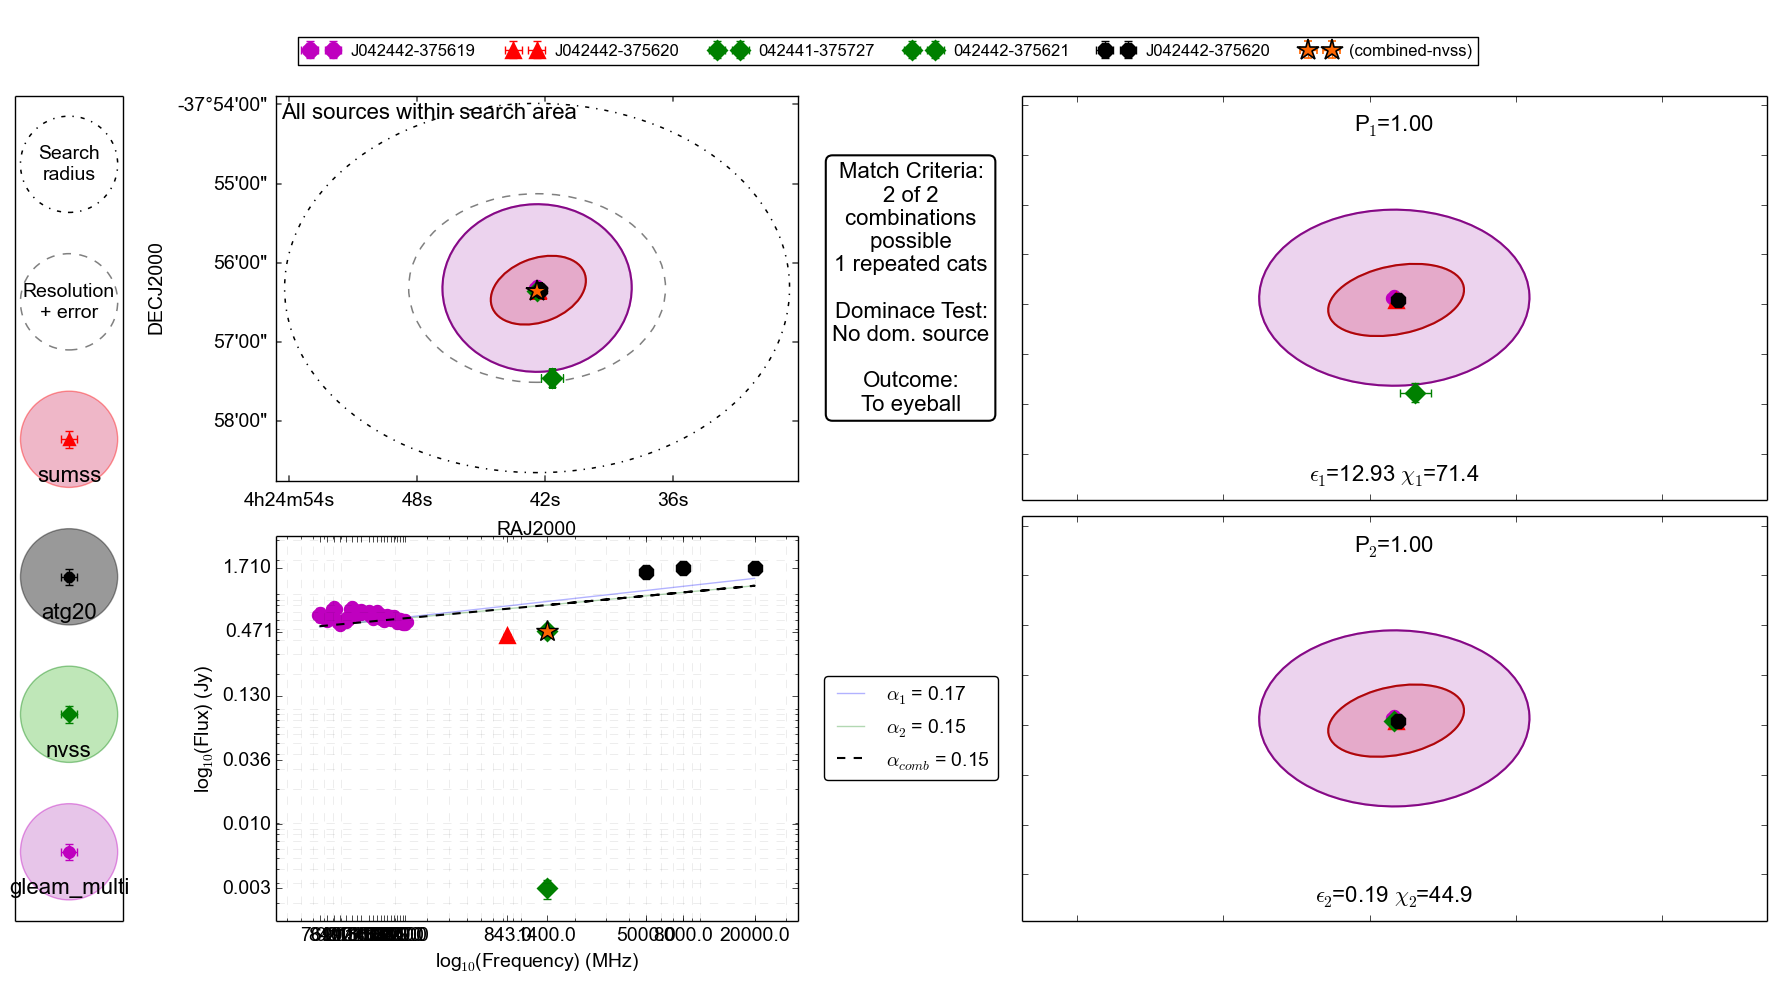 J042442-375619 J042442-375620 042441-375727 042442-375621 J042442-375620 (combined-nvss)
Search
radius
Resolution
+ error
sumss
atg20
nvss
gleam_multi
All sources within search area
-37°54'00"
55'00"
56'00"
57'00"
58'00"
DECJ2000
4h24m54s 48s 42s 36s
RAJ2000
Match Criteria:
2 of 2
combinations
possible
1 repeated cats
Dominace Test:
No dom. source
Outcome:
To eyeball
P1=1.00
ϵ1=12.93 χ1=71.4
1.710
0.471
0.130
0.036
0.010
0.003
log10(Flux) (Jy)
843.0 1400.0 5000.0 8000.0 20000.0
log10(Frequency) (MHz)
α1 = 0.17
α2 = 0.15
αcomb = 0.15
P2=1.00
ϵ2=0.19 χ2=44.9